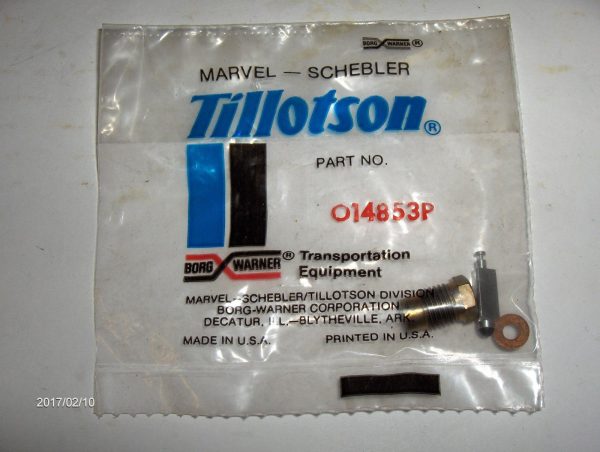 BORG WARNER ®
MARVEL — SCHEBLER
Tillotson®
PART NO.
014853P
BORG WARNER ® Transportation
Equipment
MARVEL—SCHEBLER/TILLOTSON DIVISION
BORG-WARNER CORPORATION
DECATUR, ILL.—BLYTHEVILLE, ARK.
MADE IN U.S.A. PRINTED IN U.S.A.
2017/02/10